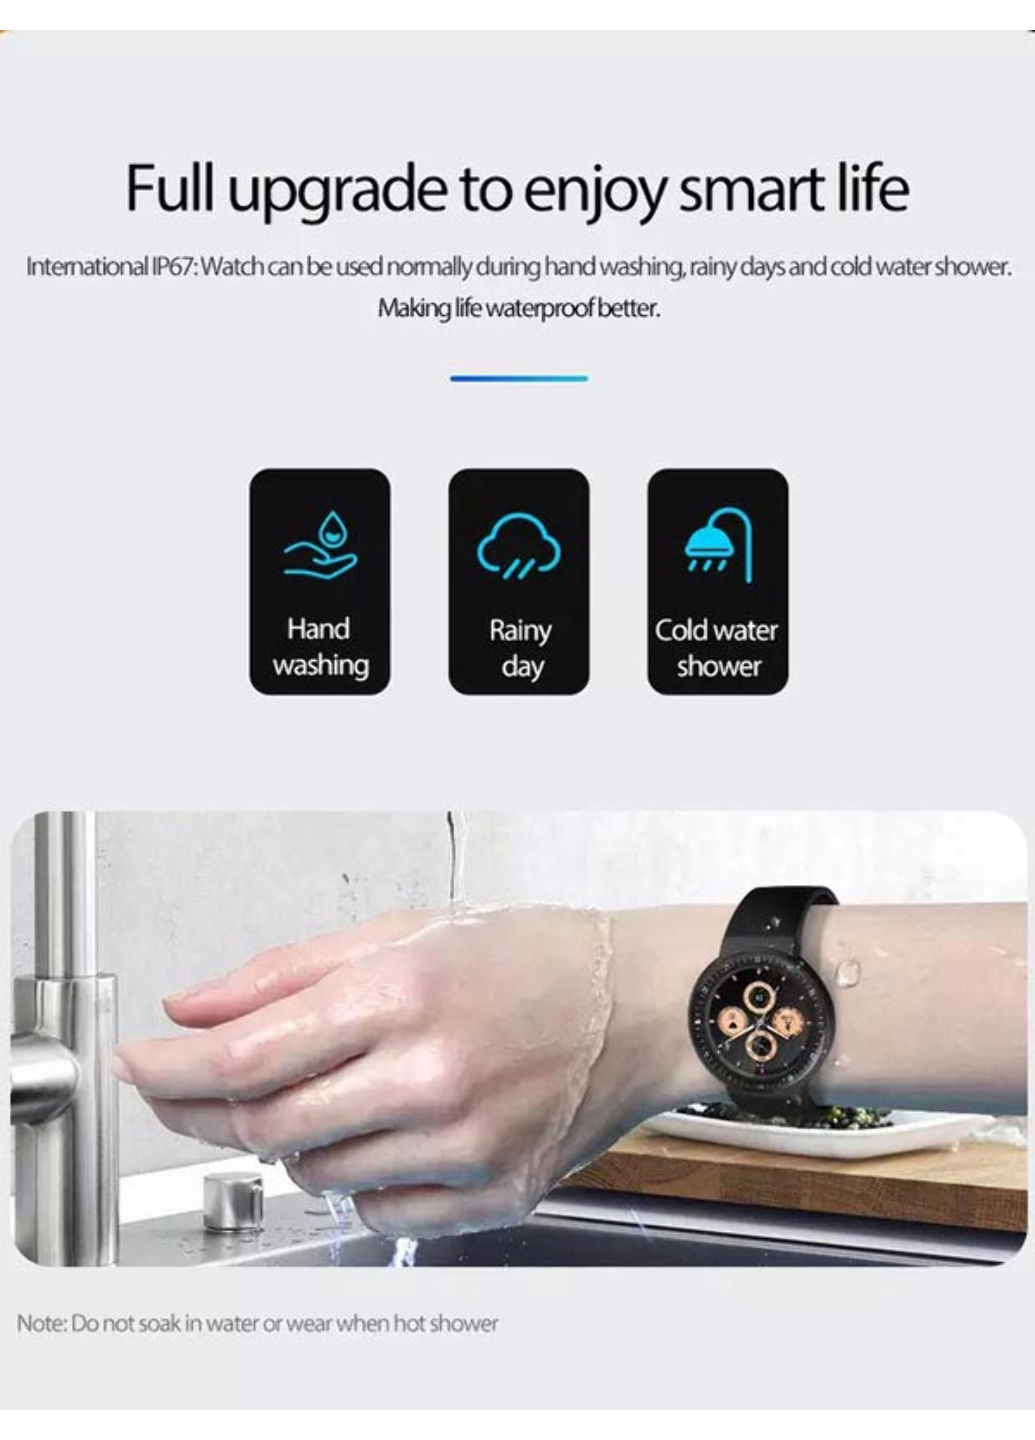 Full upgrade to enjoy smart life
International IP67: Watch can be used normally during hand washing, rainy days and cold water shower.
Making life waterproof better.
Hand
washing
Rainy
day
Cold water
shower
Note: Do not soak in water or wear when hot shower